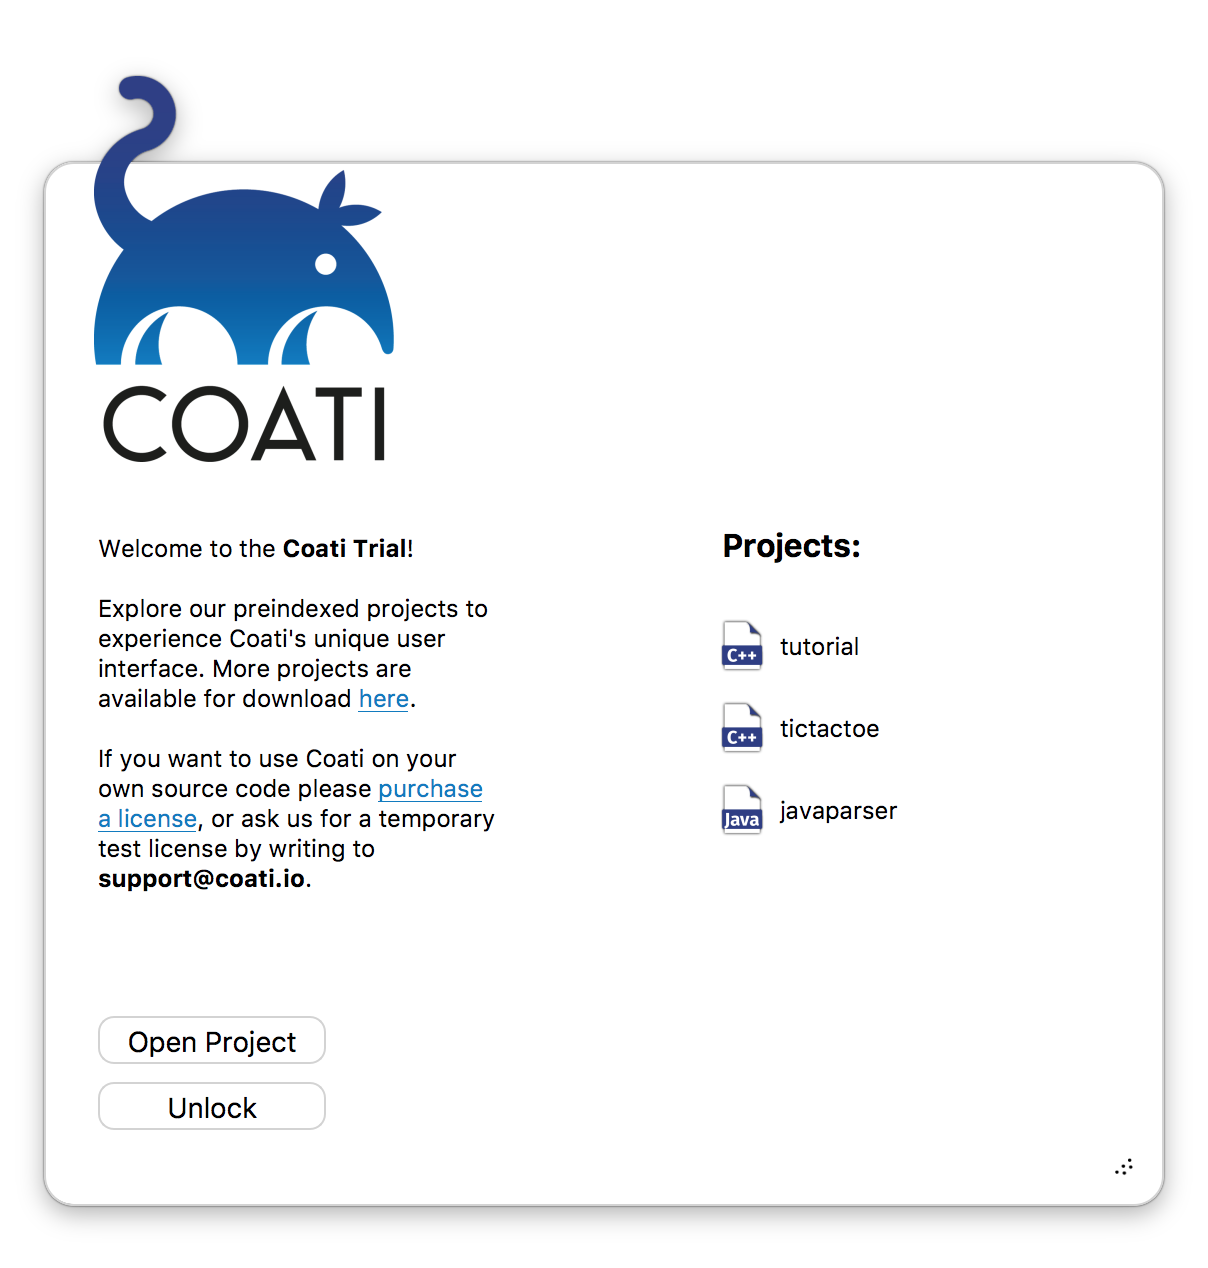 COATI
Welcome to the Coati Trial!
Explore our preindexed projects to
experience Coati's unique user
interface. More projects are
available for download here.
If you want to use Coati on your
own source code please purchase
a license, or ask us for a temporary
test license by writing to
support@coati.io.
Open Project
Unlock
Projects:
C++ tutorial
C++ tictactoe
Java javaparser